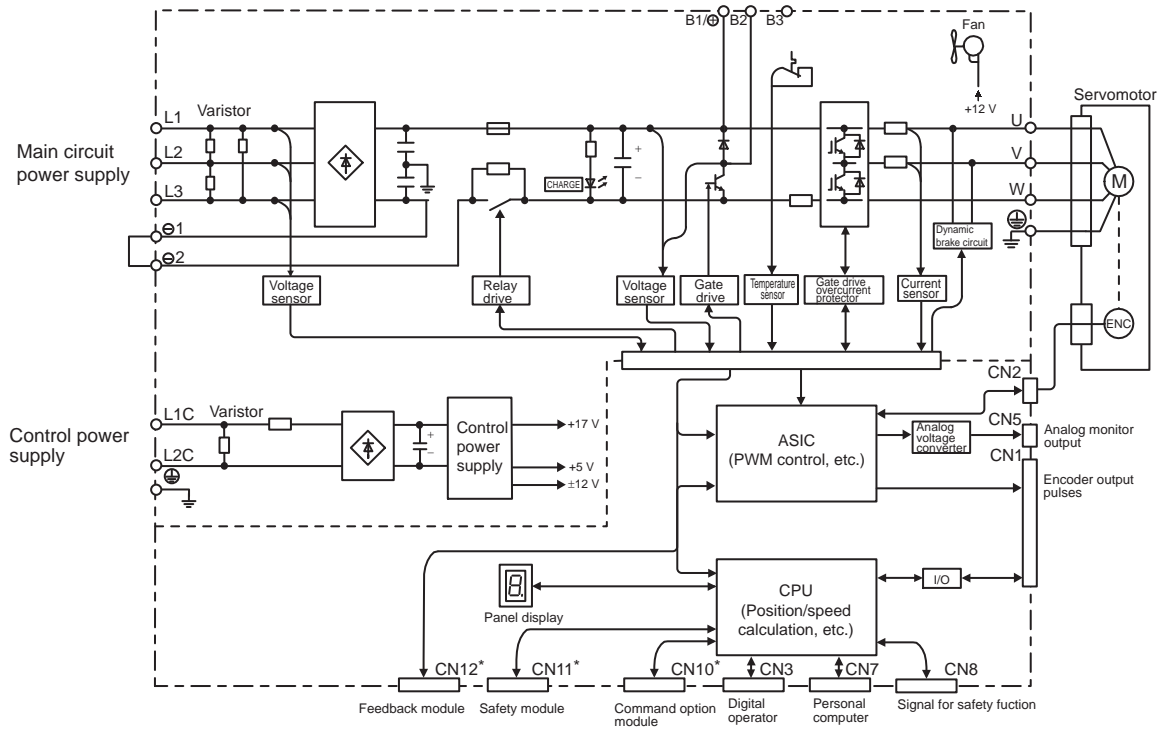 B1/⊕ B2 B3
Fan
+12 V
Servomotor
Main circuit
power supply
L1
Varistor
L2
L3
⊖1
⊖2
CHARGE
+
–
U
V
W
M
ENC
Dynamic
brake circuit
Voltage
sensor
Relay
drive
Voltage
sensor
Gate
drive
Temperature
sensor
Gate drive
overcurrent
protector
Current
sensor
Control power
supply
L1C
Varistor
L2C
+
–
Control
power
supply
+17 V
+5 V
±12 V
ASIC
(PWM control, etc.)
Analog
voltage
converter
CN2
CN5
Analog monitor
output
CN1
Encoder output
pulses
CPU
(Position/speed
calculation, etc.)
I/O
8.
Panel display
CN12*
Feedback module
CN11*
Safety module
CN10*
Command option
module
CN3
Digital
operator
CN7
Personal
computer
CN8
Signal for safety fuction